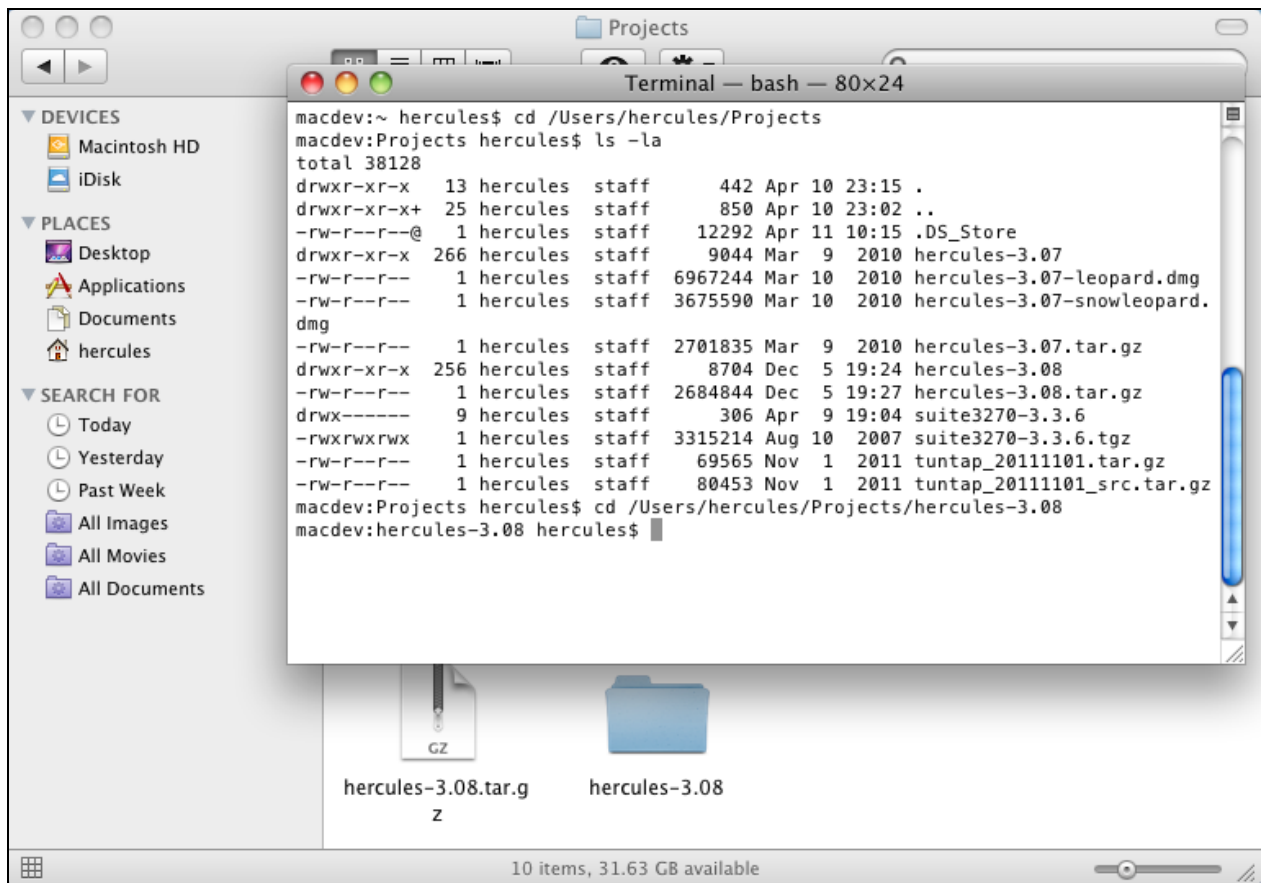 Projects
Terminal — bash — 80×24
DEVICES
Macintosh HD
iDisk
PLACES
Desktop
Applications
Documents
hercules
SEARCH FOR
Today
Yesterday
Past Week
All Images
All Movies
All Documents
macdev:~ hercules$ cd /Users/hercules/Projects
macdev:Projects hercules$ ls -la
total 38128
drwxr-xr-x   13 hercules  staff      442 Apr 10 23:15 .
drwxr-xr-x+  25 hercules  staff      850 Apr 10 23:02 ..
-rw-r--r--@   1 hercules  staff    12292 Apr 11 10:15 .DS_Store
drwxr-xr-x  266 hercules  staff     9044 Mar  9  2010 hercules-3.07
-rw-r--r--    1 hercules  staff  6967244 Mar 10  2010 hercules-3.07-leopard.dmg
-rw-r--r--    1 hercules  staff  3675590 Mar 10  2010 hercules-3.07-snowleopard.
dmg
-rw-r--r--    1 hercules  staff  2701835 Mar  9  2010 hercules-3.07.tar.gz
drwxr-xr-x  256 hercules  staff     8704 Dec  5 19:24 hercules-3.08
-rw-r--r--    1 hercules  staff  2684844 Dec  5 19:27 hercules-3.08.tar.gz
drwx------    9 hercules  staff      306 Apr  9 19:04 suite3270-3.3.6
-rwxrwxrwx    1 hercules  staff  3315214 Aug 10  2007 suite3270-3.3.6.tgz
-rw-r--r--    1 hercules  staff    69565 Nov  1  2011 tuntap_20111101.tar.gz
-rw-r--r--    1 hercules  staff    80453 Nov  1  2011 tuntap_20111101_src.tar.gz
macdev:Projects hercules$ cd /Users/hercules/Projects/hercules-3.08
macdev:hercules-3.08 hercules$
GZ
hercules-3.08.tar.g
z
hercules-3.08
10 items, 31.63 GB available